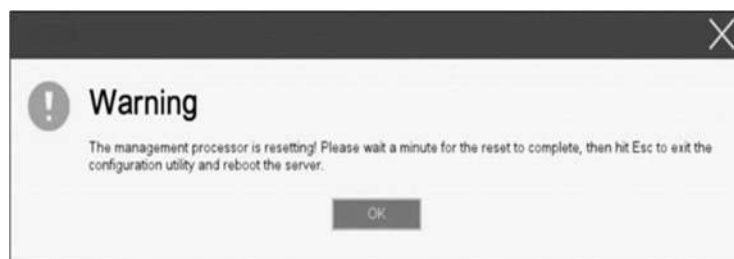 Warning
The management processor is resetting! Please wait a minute for the reset to complete, then hit Esc to exit the
configuration utility and reboot the server.
OK